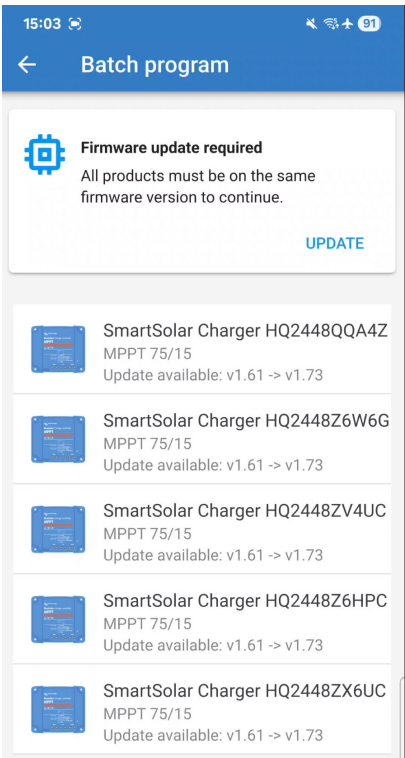 15:03
91
Batch program
Firmware update required
All products must be on the same
firmware version to continue.
UPDATE
SmartSolar Charger HQ2448QQA4Z
MPPT 75/15
Update available: v1.61 -> v1.73
SmartSolar Charger HQ2448Z6W6G
MPPT 75/15
Update available: v1.61 -> v1.73
SmartSolar Charger HQ2448ZV4UC
MPPT 75/15
Update available: v1.61 -> v1.73
SmartSolar Charger HQ2448Z6HPC
MPPT 75/15
Update available: v1.61 -> v1.73
SmartSolar Charger HQ2448ZX6UC
MPPT 75/15
Update available: v1.61 -> v1.73